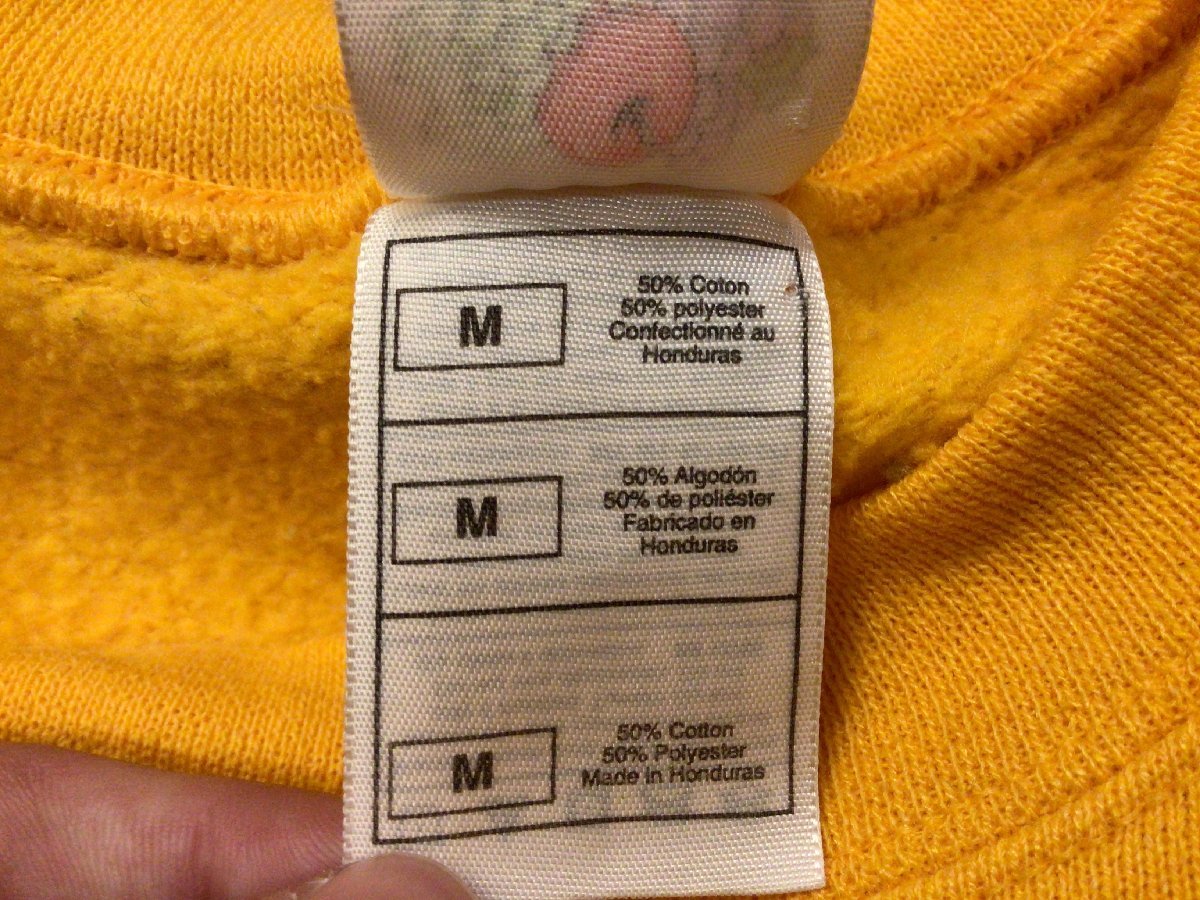 M
50% Coton
50% polyester
Confectionné au
Honduras
M
50% Algodón
50% de poliéster
Fabricado en
Honduras
M
50% Cotton
50% Polyester
Made in Honduras